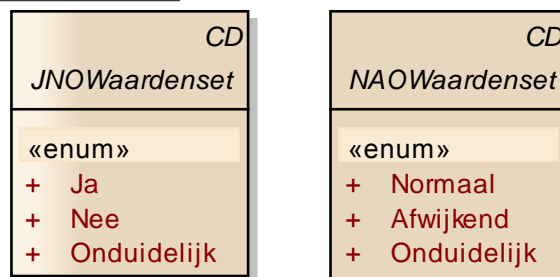 CD
JNOWaardenset
«enum»
+ Ja
+ Nee
+ Onduidelijk
CD
NAOWaardenset
«enum»
+ Normaal
+ Afwijkend
+ Onduidelijk